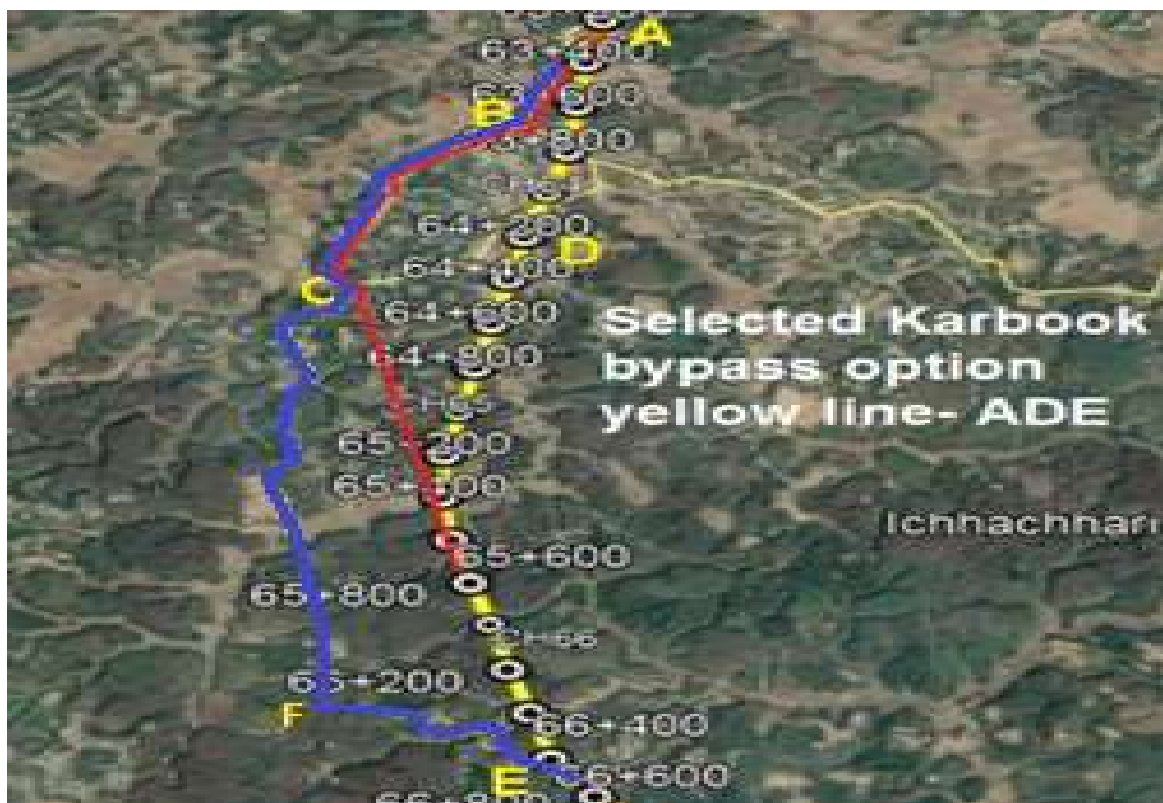 A
63+400
B
64+200
D
64+400
C
64+600
Selected Karbook
bypass option
yellow line- ADE
64+800
65+200
65+400
Ichhachhari
65+600
65+800
66+200
F
66+400
E